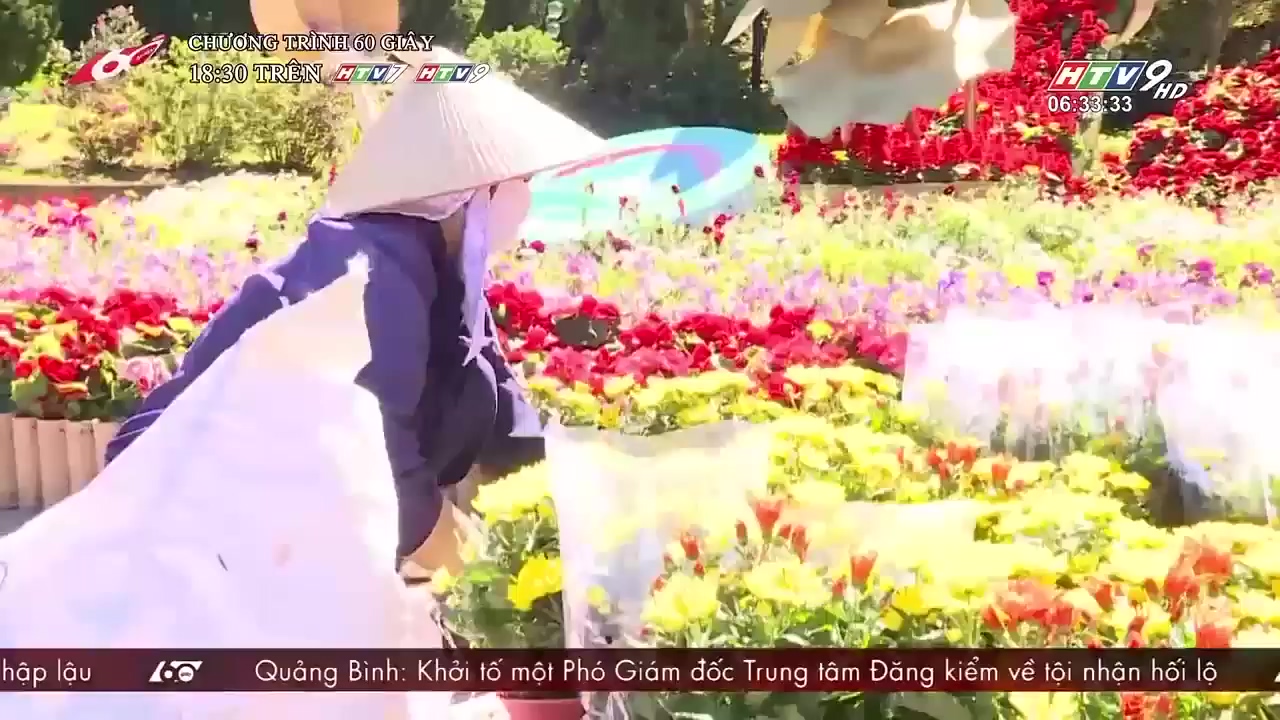 CHƯƠNG TRÌNH 60 GIÂY
18:30 TRÊN HTV7 HTV9
HTV9 HD
06:33:33
hập lậu 60 Quảng Bình: Khởi tố một Phó Giám đốc Trung tâm Đăng kiểm về tội nhận hối lộ